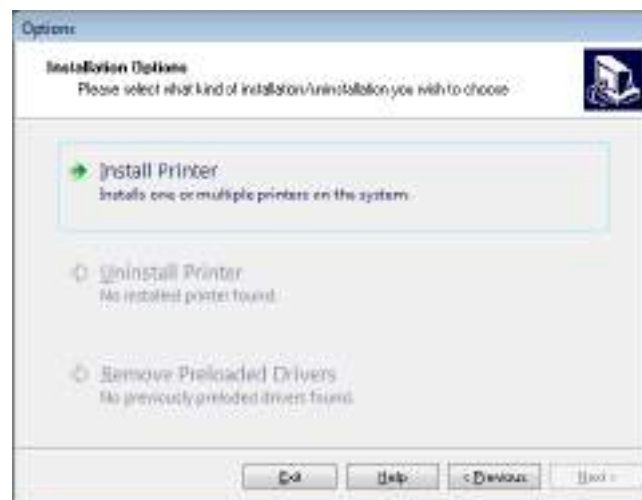 Options
Installation Options
Please select what kind of installation/uninstallation you wish to choose
Install Printer
Installs one or multiple printers on the system
Uninstall Printer
No installed printer found.
Remove Preloaded Drivers
No previously preloded drivers found.
Exit
Help
< Previous
Next >